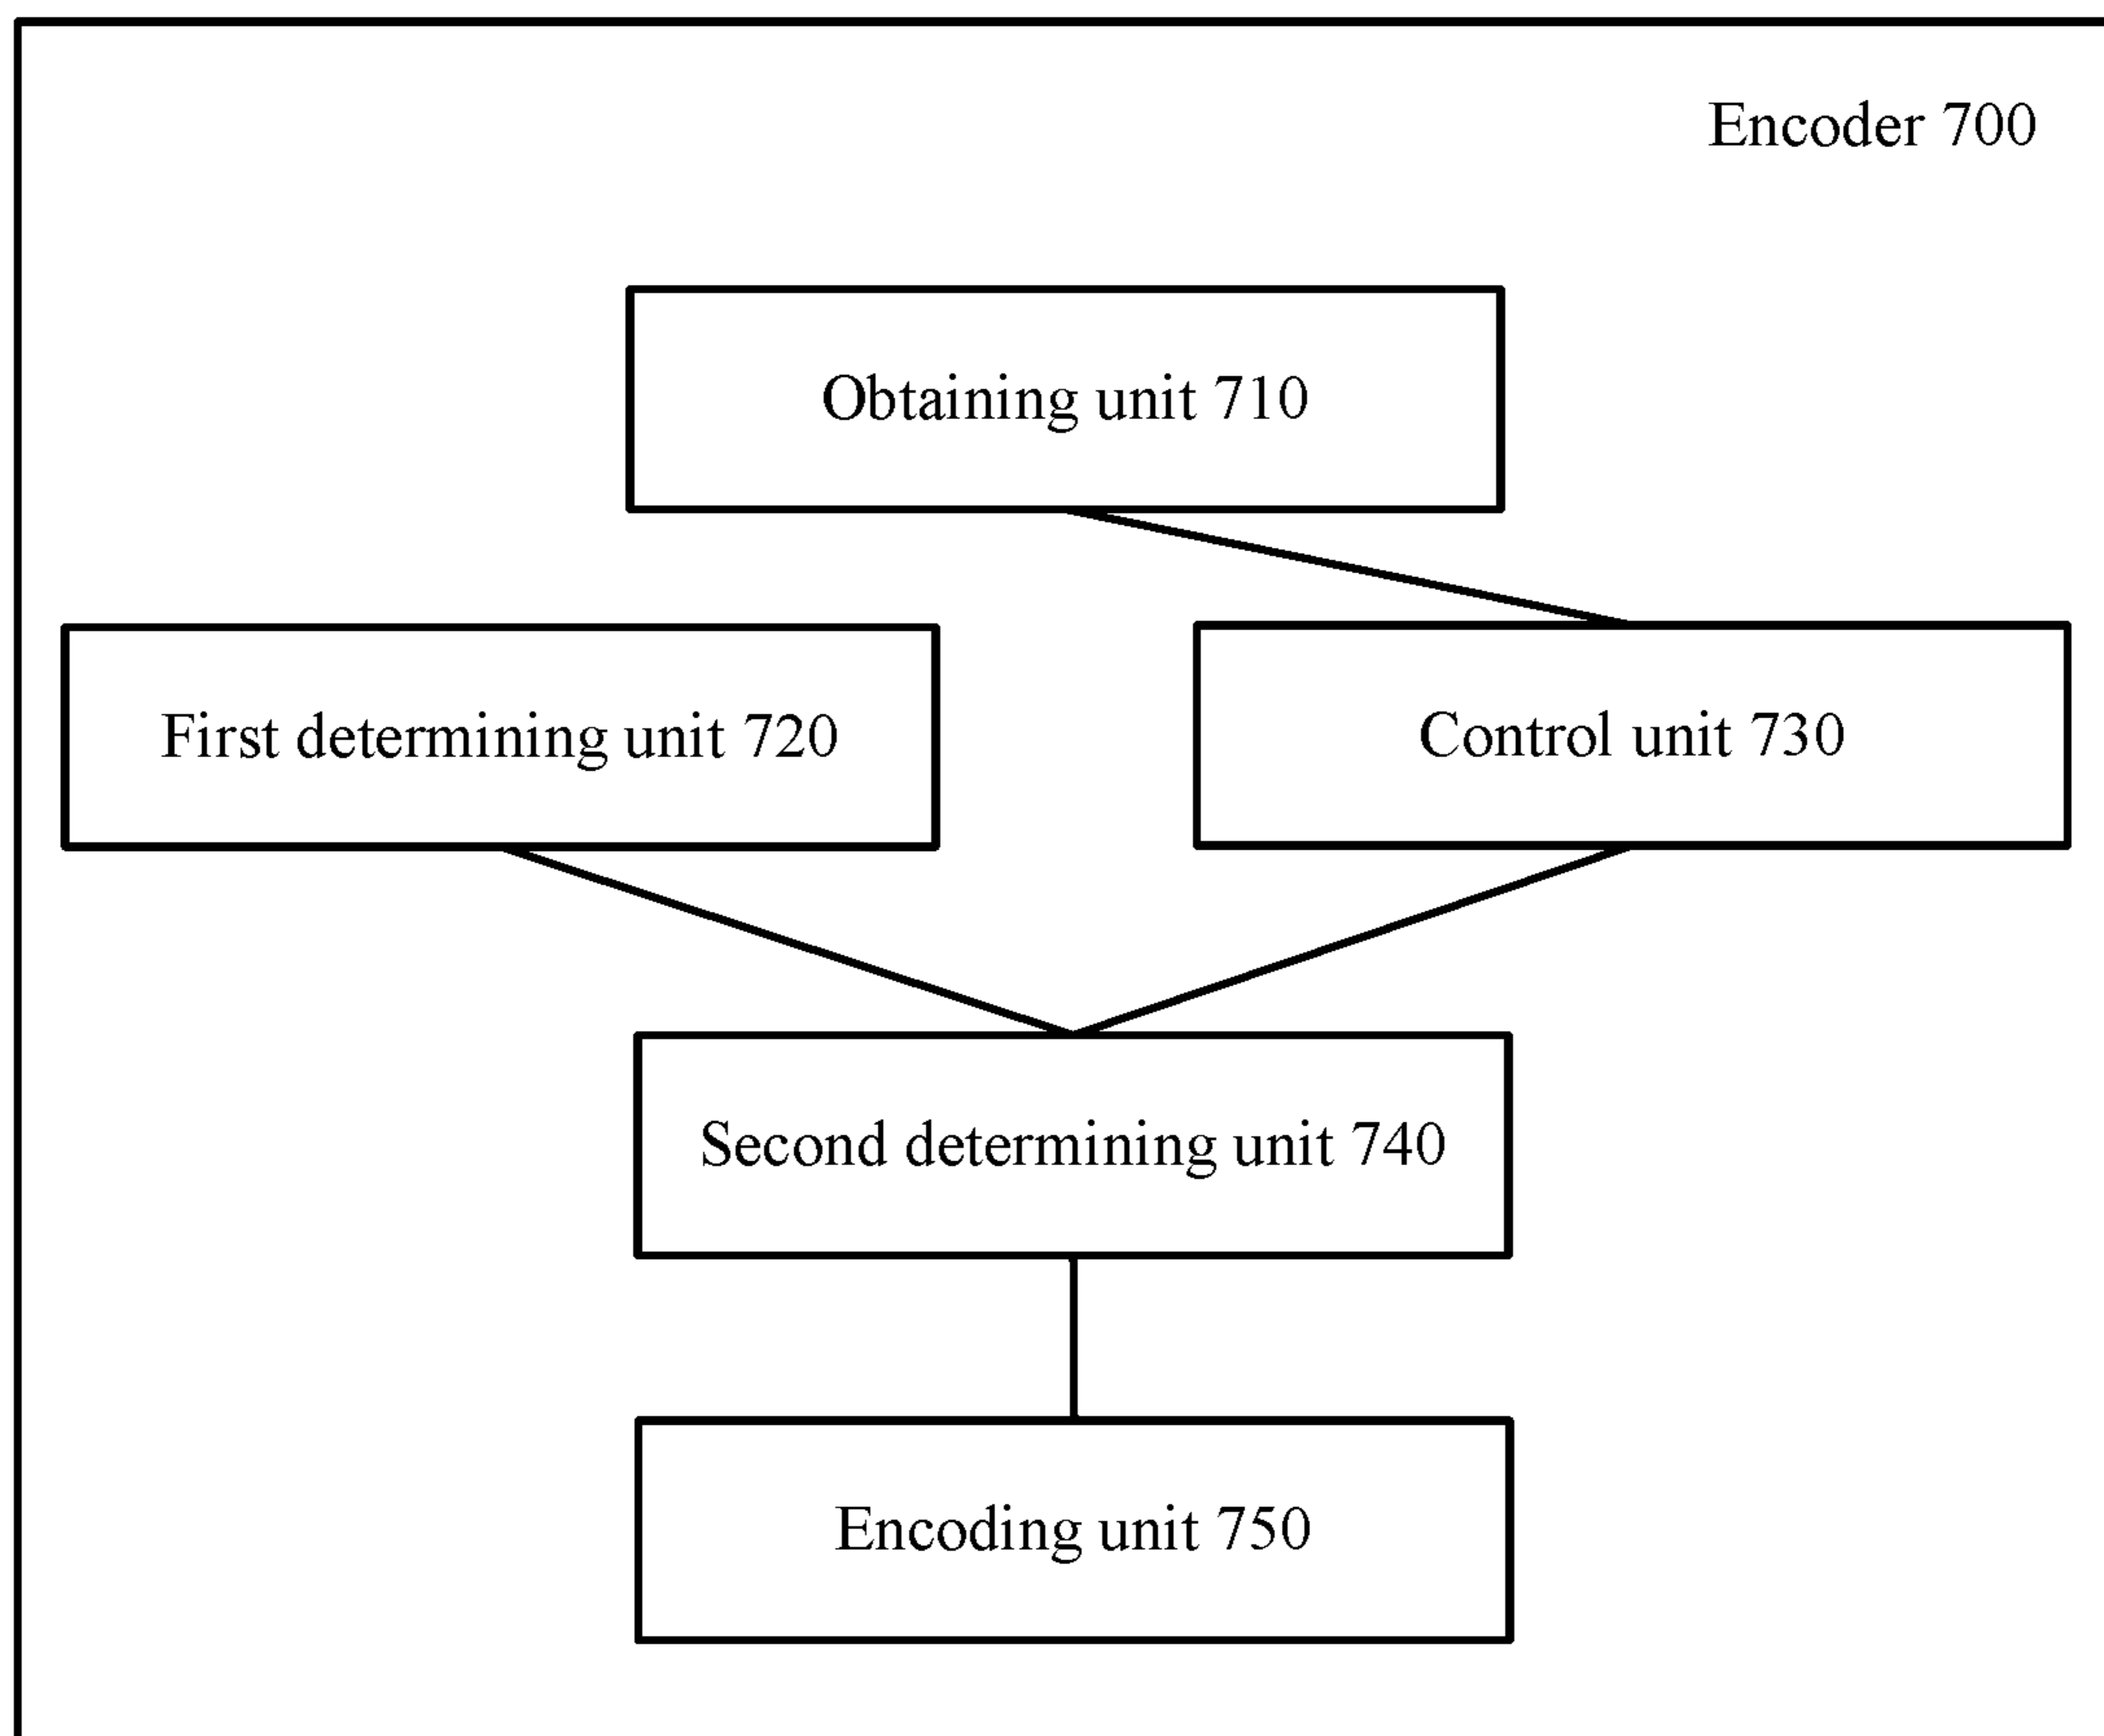 Encoder 700
Obtaining unit 710
First determining unit 720
Control unit 730
Second determining unit 740
Encoding unit 750